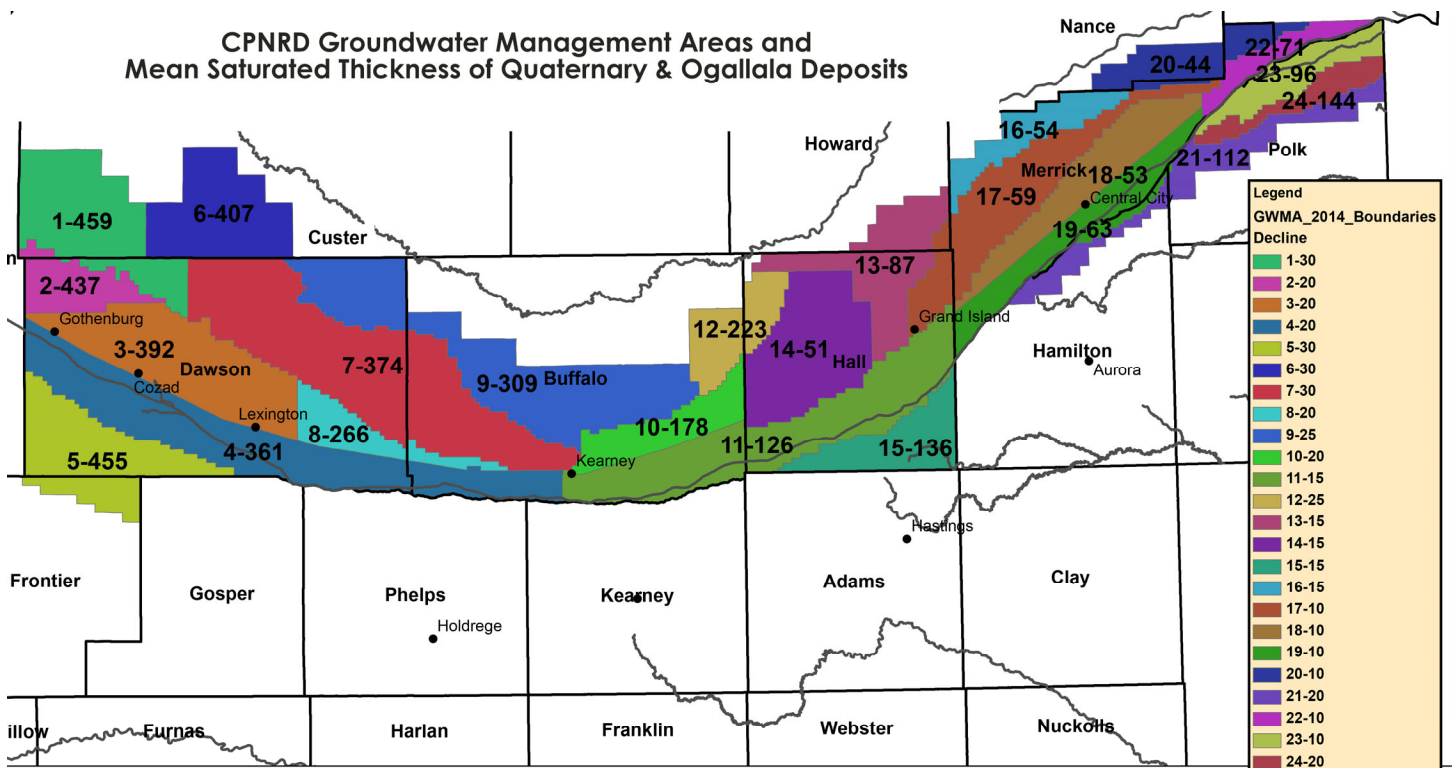 CPNRD Groundwater Management Areas and
Mean Saturated Thickness of Quaternary & Ogallala Deposits
Nance
22-71
20-44
23-96
24-144
Howard
16-54
Polk
21-112
Merrick
18-53
17-59
Central City
1-459
6-407
Custer
19-63
n
13-87
2-437
Gothenburg
Grand Island
12-223
3-392
14-51
Hamilton
Dawson
7-374
Hall
Aurora
Cozad
9-309
Buffalo
Lexington
8-266
10-178
4-361
11-126
15-136
5-455
Kearney
Hastings
Frontier
Gosper
Phelps
Kearney
Adams
Clay
Holdrege
illow
Furnas
Harlan
Franklin
Webster
Nuckolls
Legend
GWMA_2014_Boundaries
Decline
1-30
2-20
3-20
4-20
5-30
6-30
7-30
8-20
9-25
10-20
11-15
12-25
13-15
14-15
15-15
16-15
17-10
18-10
19-10
20-10
21-20
22-10
23-10
24-20